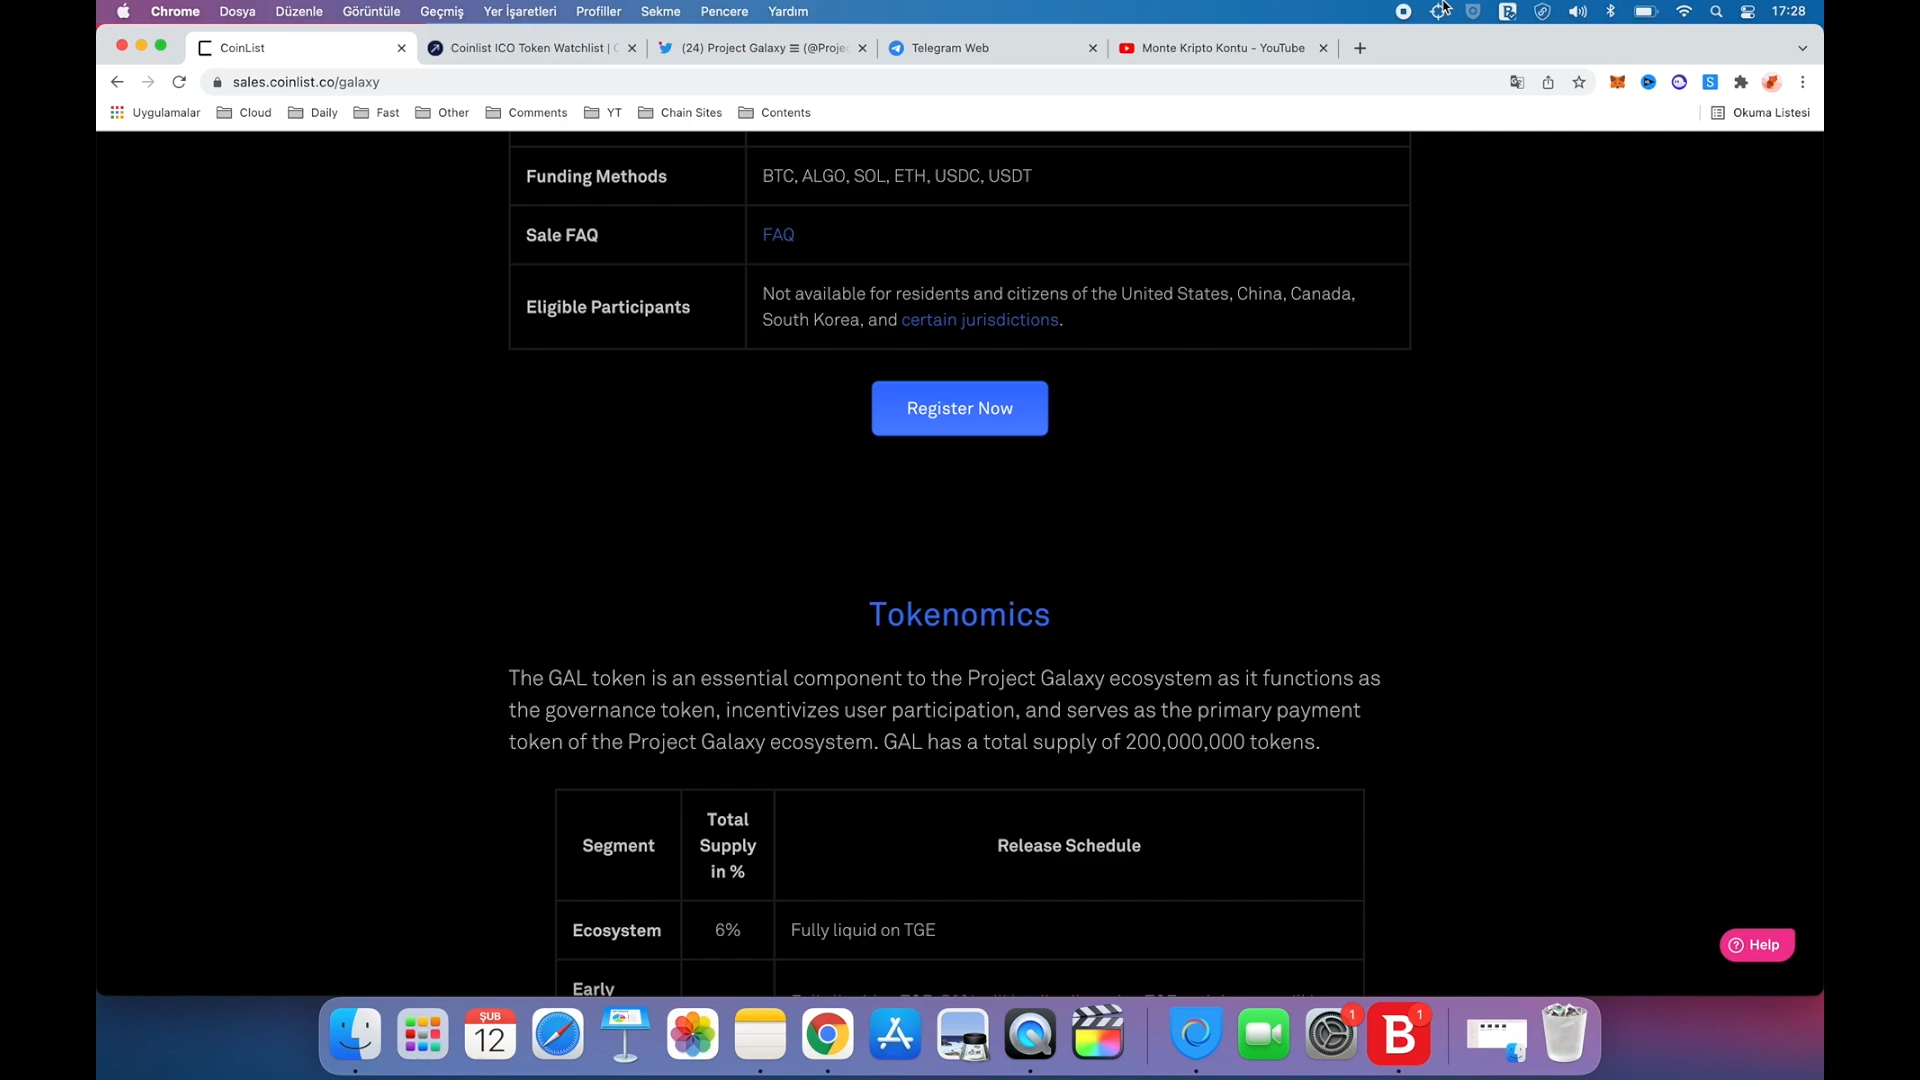 Chrome Dosya Düzenle Görüntüle Geçmiş Yer İşaretleri Profiller Sekme Pencere Yardım 17:28
CoinList Coinlist ICO Token Watchlist | (24) Project Galaxy (@Proje Telegram Web Monte Kripto Kontu - YouTube
sales.coinlist.co/galaxy
Uygulamalar Cloud Daily Fast Other Comments YT Chain Sites Contents Okuma Listesi
Funding Methods BTC, ALGO, SOL, ETH, USDC, USDT
Sale FAQ FAQ
Eligible Participants Not available for residents and citizens of the United States, China, Canada,
South Korea, and certain jurisdictions.
Register Now
Tokenomics
The GAL token is an essential component to the Project Galaxy ecosystem as it functions as
the governance token, incentivizes user participation, and serves as the primary payment
token of the Project Galaxy ecosystem. GAL has a total supply of 200,000,000 tokens.
Segment
Total
Supply
in %
Release Schedule
Ecosystem 6% Fully liquid on TGE
Help
Early
ŞUB
12
1
B 1